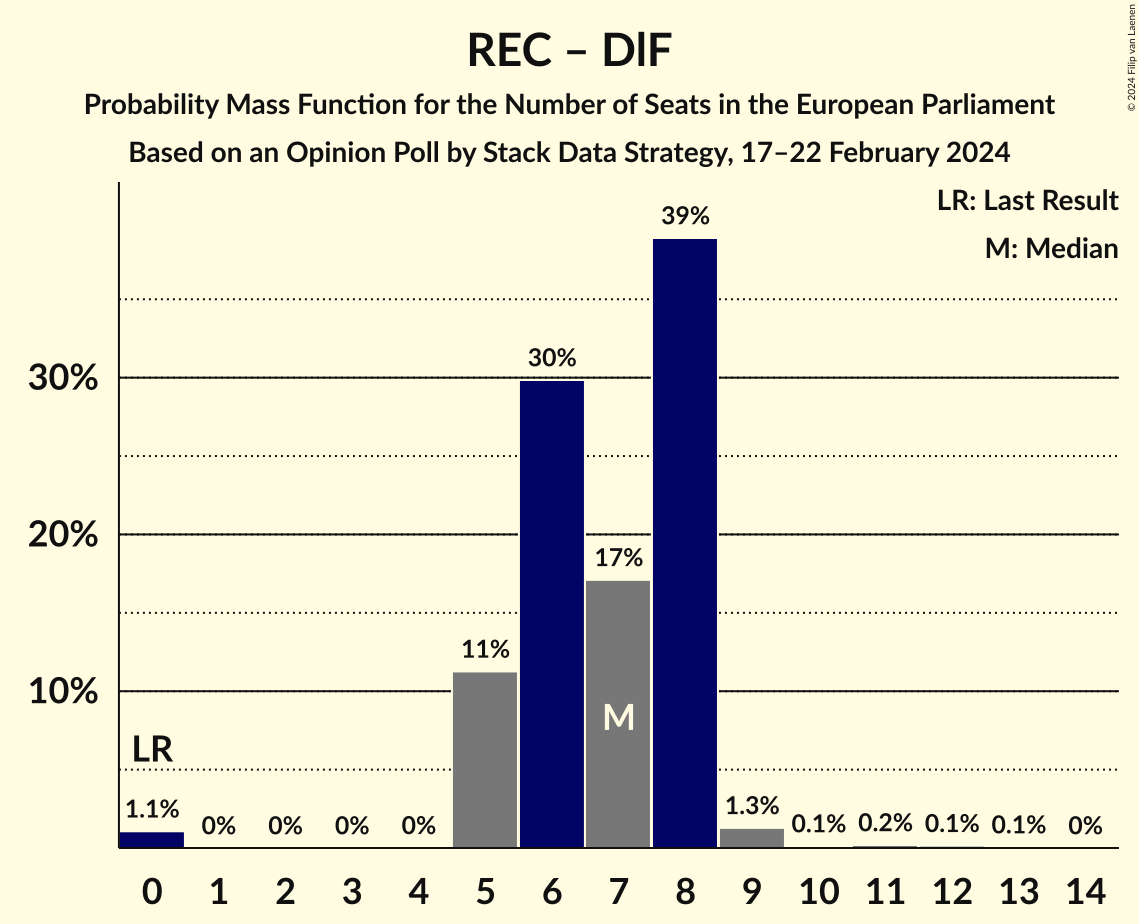 REC – DlF
Probability Mass Function for the Number of Seats in the European Parliament
Based on an Opinion Poll by Stack Data Strategy, 17–22 February 2024
© 2024 Filip van Laenen
LR: Last Result
M: Median
39%
30%
30%
20%
17%
11%
10%
M
LR
1.1% 0% 0% 0% 0% 1.3% 0.1% 0.2% 0.1% 0.1% 0%
0 1 2 3 4 5 6 7 8 9 10 11 12 13 14